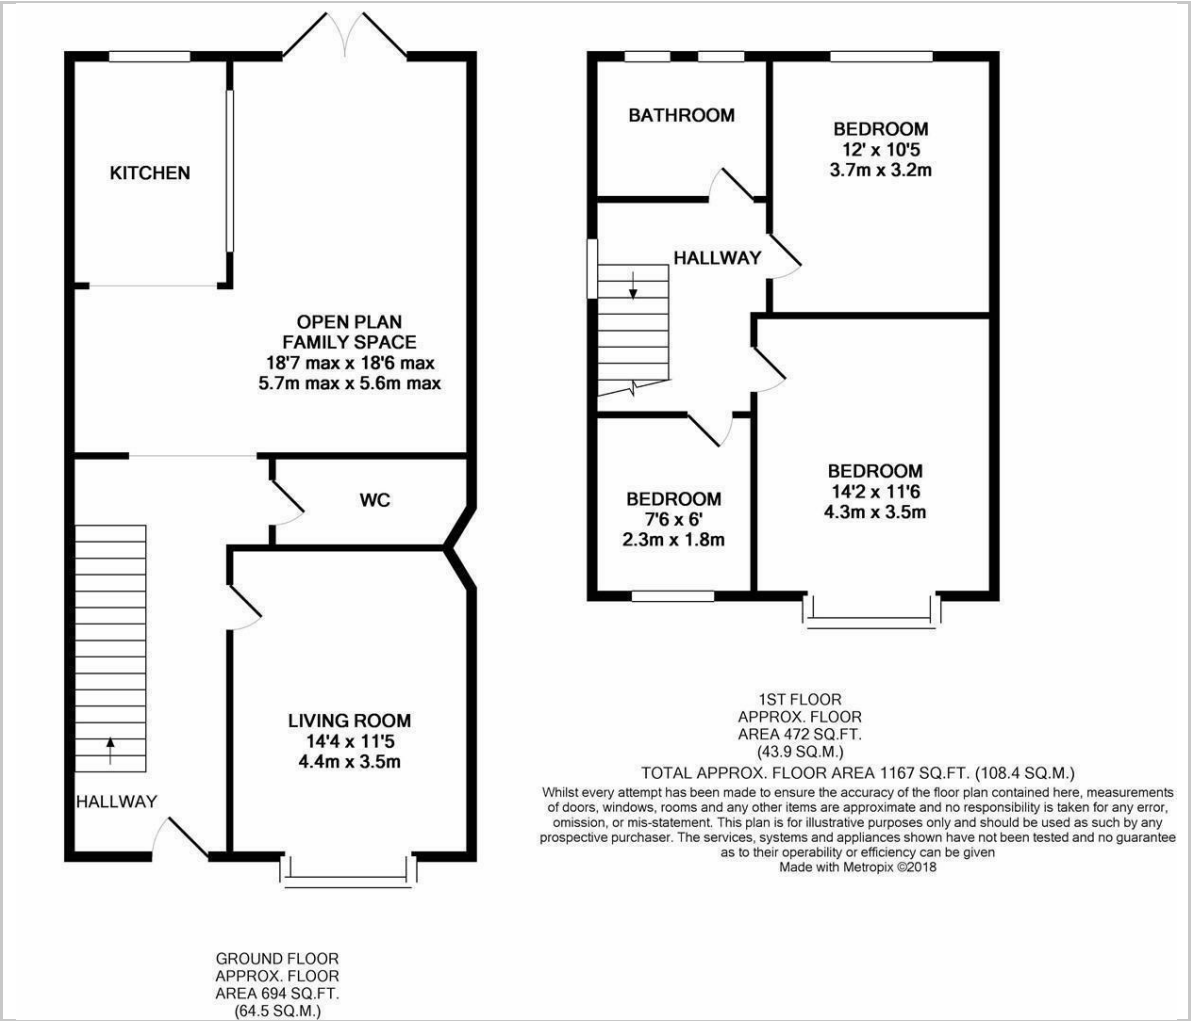 KITCHEN
OPEN PLAN
FAMILY SPACE
18'7 max x 18'6 max
5.7m max x 5.6m max
WC
LIVING ROOM
14'4 x 11'5
4.4m x 3.5m
HALLWAY
GROUND FLOOR
APPROX. FLOOR
AREA 694 SQ.FT.
(64.5 SQ.M.)
BATHROOM
BEDROOM
12' x 10'5
3.7m x 3.2m
HALLWAY
BEDROOM
14'2 x 11'6
4.3m x 3.5m
BEDROOM
7'6 x 6'
2.3m x 1.8m
1ST FLOOR
APPROX. FLOOR
AREA 472 SQ.FT.
(43.9 SQ.M.)
TOTAL APPROX. FLOOR AREA 1167 SQ.FT. (108.4 SQ.M.)
Whilst every attempt has been made to ensure the accuracy of the floor plan contained here, measurements
of doors, windows, rooms and any other items are approximate and no responsibility is taken for any error,
omission, or mis-statement. This plan is for illustrative purposes only and should be used as such by any
prospective purchaser. The services, systems and appliances shown have not been tested and no guarantee
as to their operability or efficiency can be given
Made with Metropix ©2018